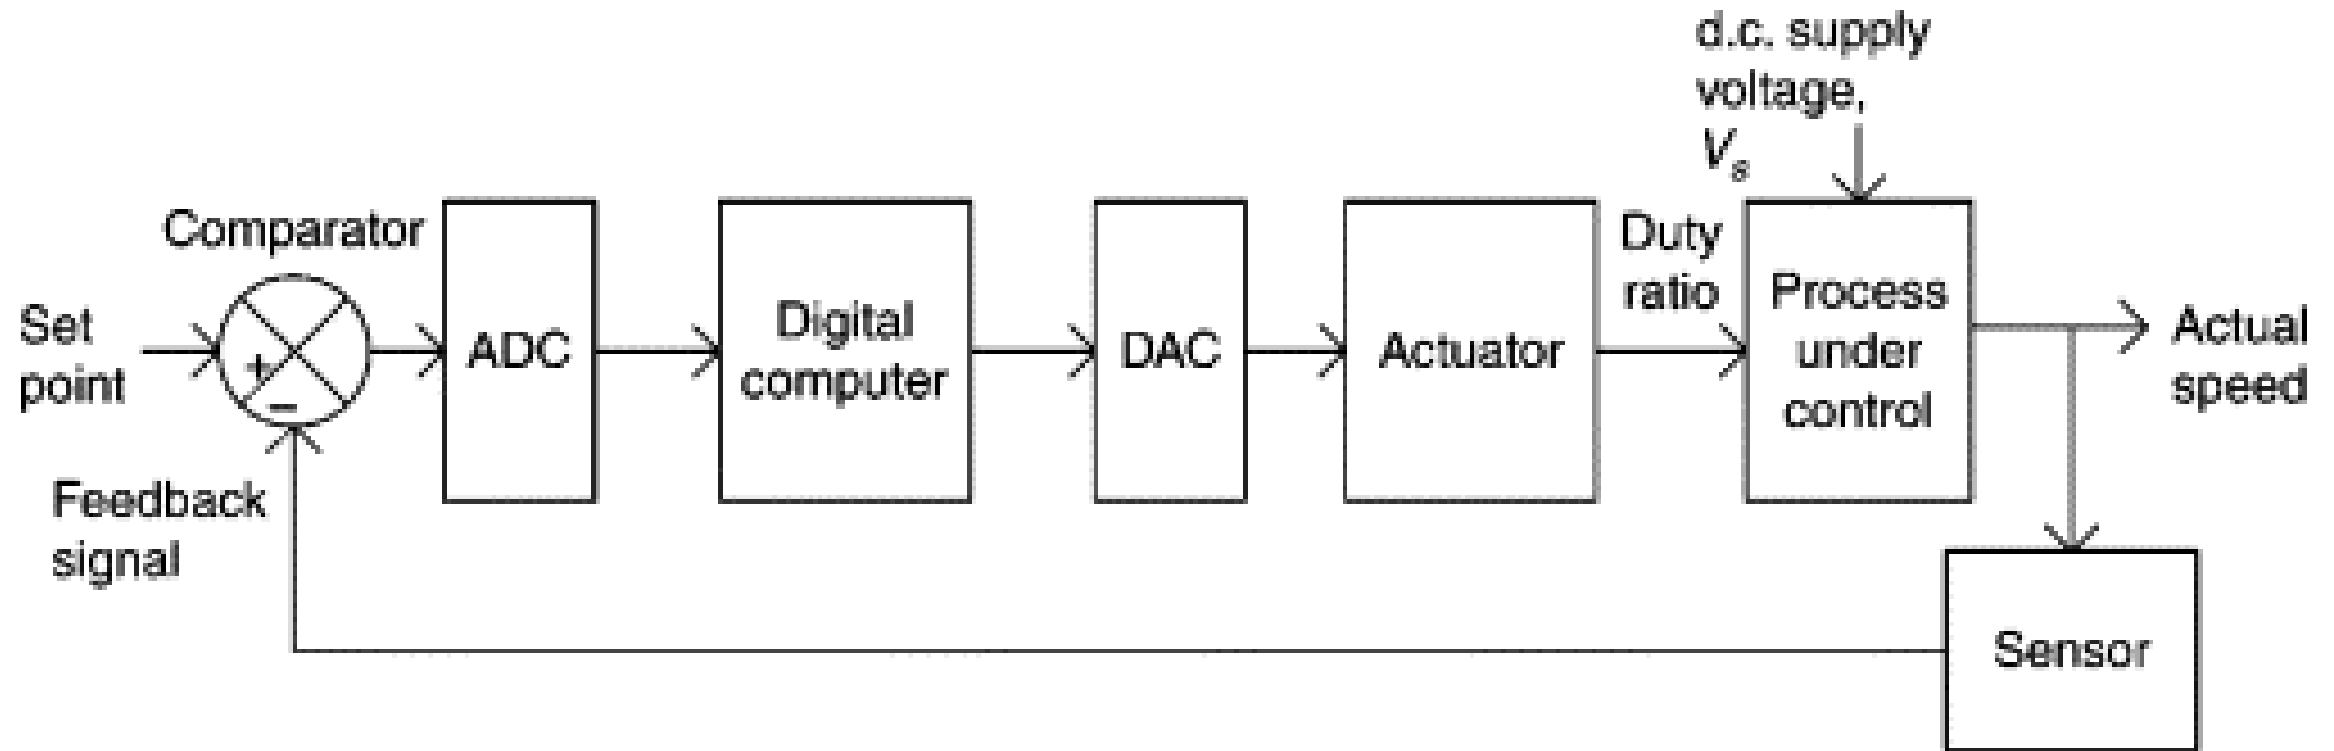 d.c. supply
voltage,
Vs
Comparator
Set
point
+
−
ADC
Digital
computer
DAC
Actuator
Duty
ratio
Process
under
control
Actual
speed
Feedback
signal
Sensor